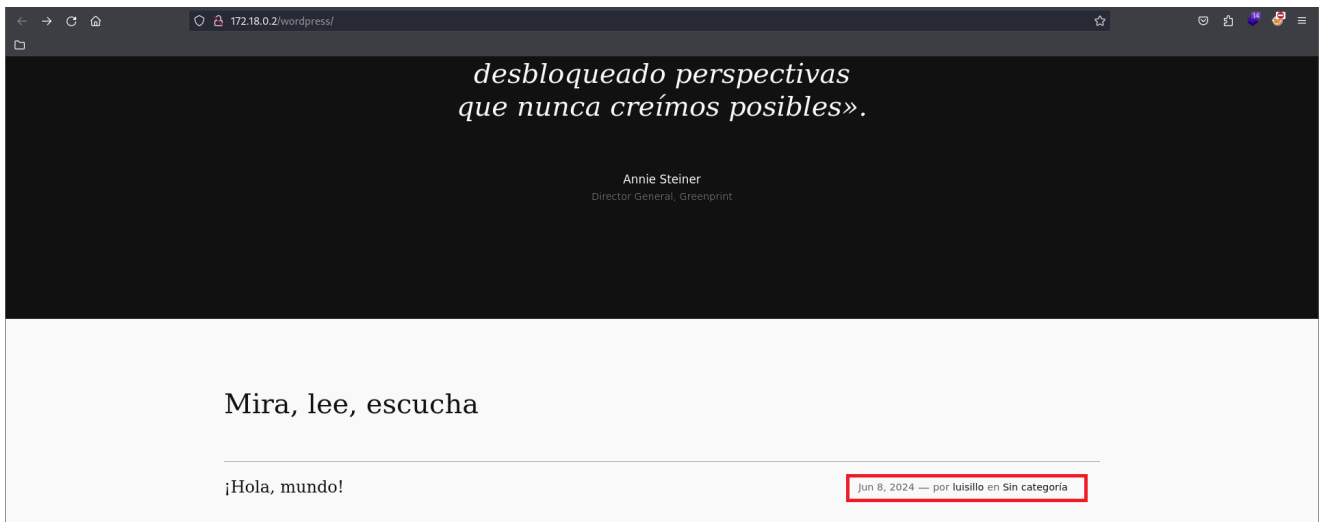 172.18.0.2/wordpress/
14
desbloqueado perspectivas
que nunca creímos posibles».
Annie Steiner
Director General, Greenprint
Mira, lee, escucha
¡Hola, mundo!
Jun 8, 2024 — por luisillo en Sin categoría